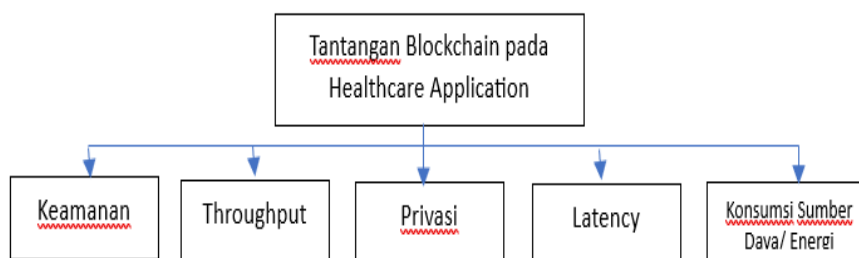 Tantangan Blockchain pada
Healthcare Application
Keamanan
Throughput
Privasi
Latency
Konsumsi Sumber
Daya/ Energi